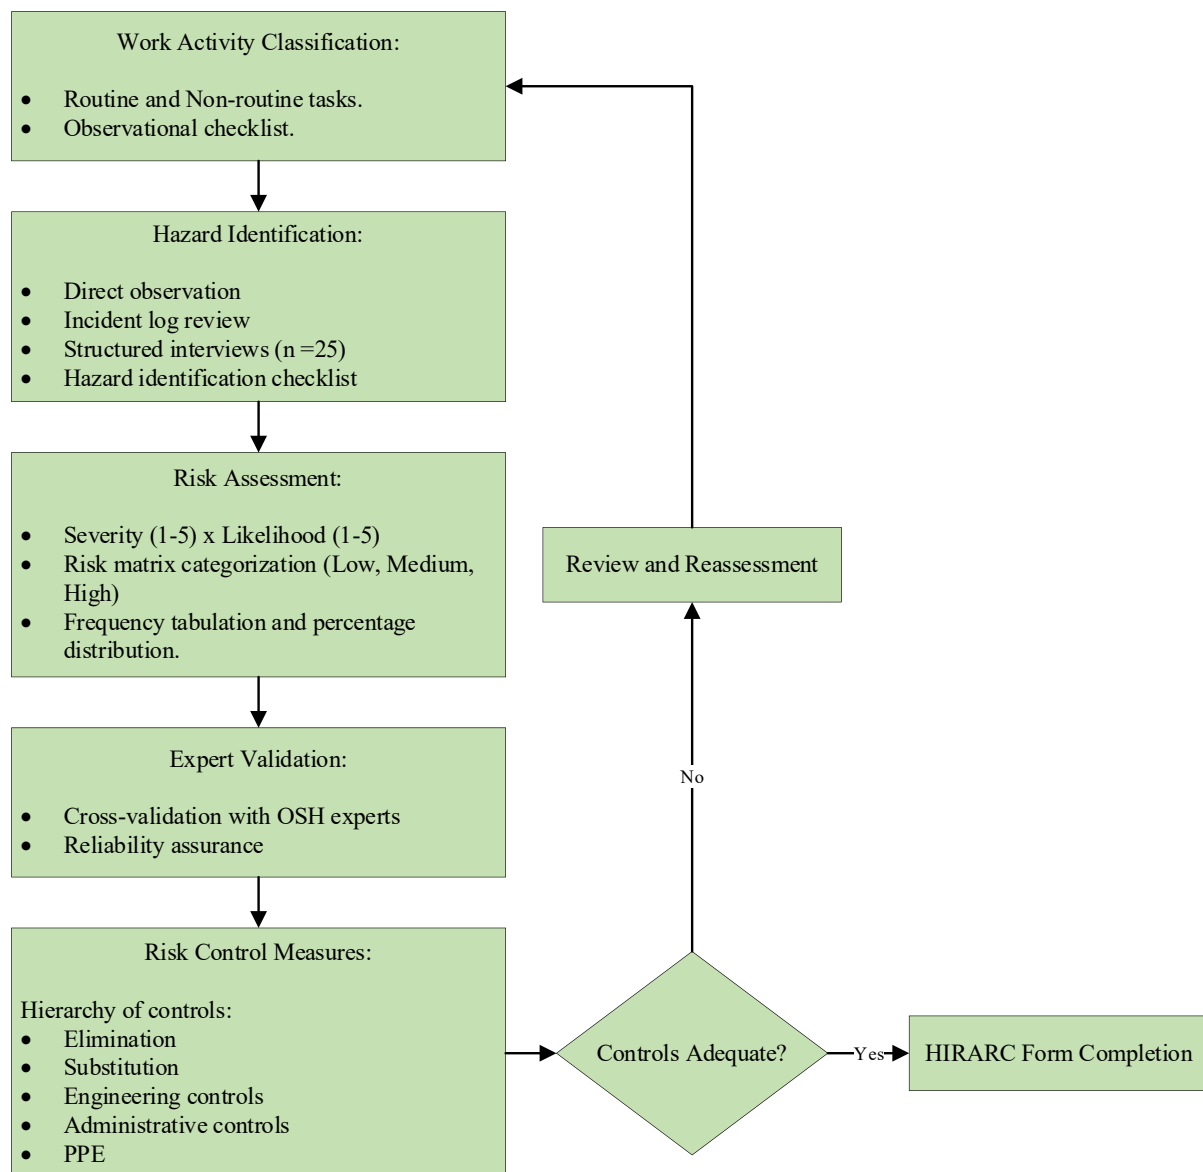 Work Activity Classification:
• Routine and Non-routine tasks.
• Observational checklist.
Hazard Identification:
• Direct observation
• Incident log review
• Structured interviews (n =25)
• Hazard identification checklist
Risk Assessment:
• Severity (1-5) x Likelihood (1-5)
• Risk matrix categorization (Low, Medium,
High)
• Frequency tabulation and percentage
distribution.
Expert Validation:
• Cross-validation with OSH experts
• Reliability assurance
Risk Control Measures:
Hierarchy of controls:
• Elimination
• Substitution
• Engineering controls
• Administrative controls
• PPE
Controls Adequate?
No
Review and Reassessment
Yes
HIRARC Form Completion